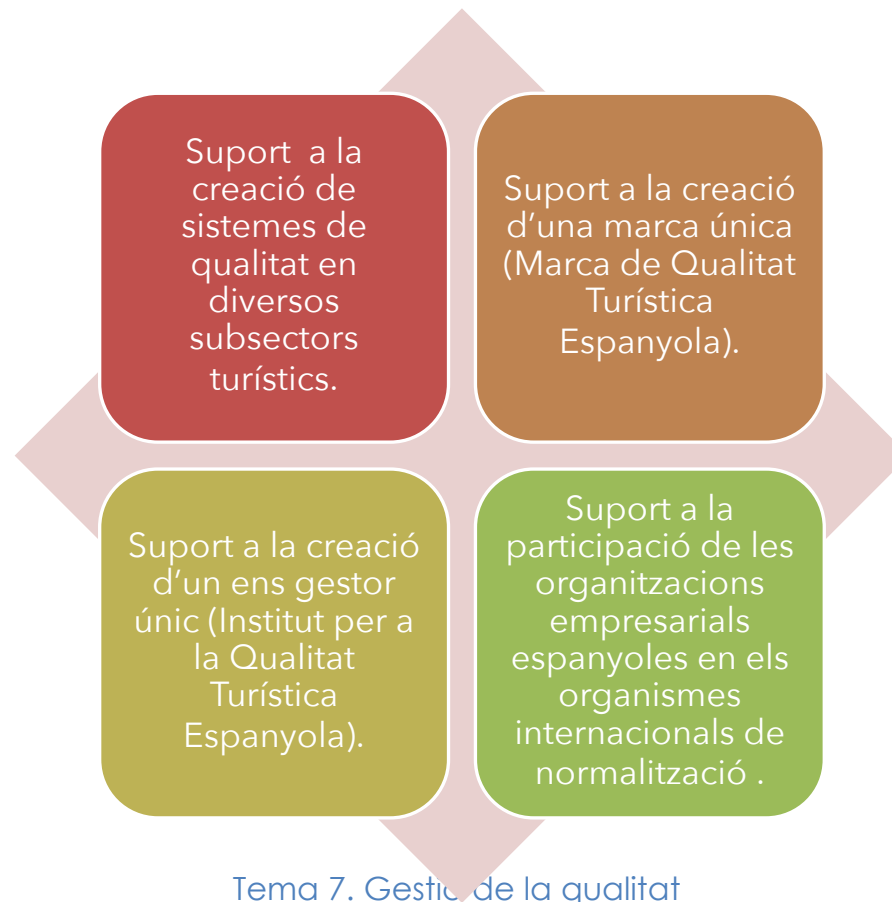 Suport a la
creació de
sistemes de
qualitat en
diversos
subsectors
turístics.
Suport a la creació
d'una marca única
(Marca de Qualitat
Turística
Espanyola).
Suport a la creació
d'un ens gestor
únic (Institut per a
la Qualitat
Turística
Espanyola).
Suport a la
participació de les
organitzacions
empresarials
espanyoles en els
organismes
internacionals de
normalització .
Tema 7. Gestió de la qualitat